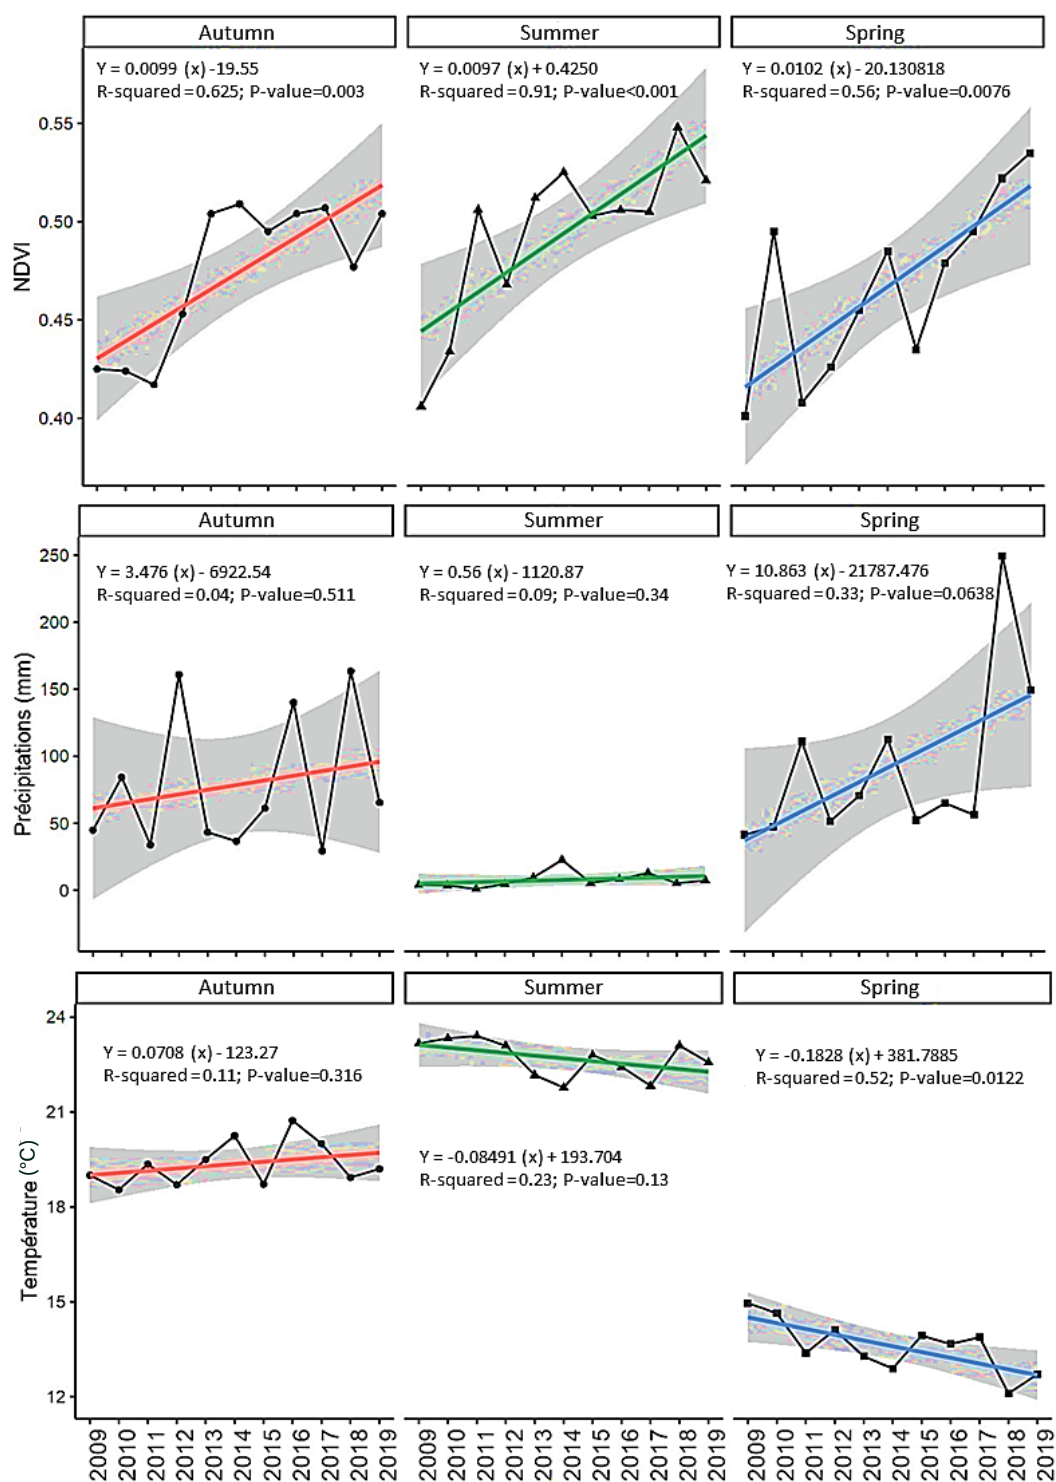 Autumn
Summer
Spring
Y = 0.0099 (x) -19.55
R-squared = 0.625; P-value=0.003
Y = 0.0097 (x) + 0.4250
R-squared = 0.91; P-value<0.001
Y = 0.0102 (x) - 20.130818
R-squared = 0.56; P-value=0.0076
NDVI
0.55
0.50
0.45
0.40
Autumn
Summer
Spring
Y = 3.476 (x) - 6922.54
R-squared = 0.04; P-value=0.511
Y = 0.56 (x) - 1120.87
R-squared = 0.09; P-value=0.34
Y = 10.863 (x) - 21787.476
R-squared = 0.33; P-value=0.0638
Précipitations (mm)
250
200
150
100
50
0
Autumn
Summer
Spring
Y = 0.0708 (x) - 123.27
R-squared = 0.11; P-value=0.316
Y = -0.08491 (x) + 193.704
R-squared = 0.23; P-value=0.13
Y = -0.1828 (x) + 381.7885
R-squared = 0.52; P-value=0.0122
Température (°C)
24
21
18
15
12
2009 2010 2011 2012 2013 2014 2015 2016 2017 2018 2019
2009 2010 2011 2012 2013 2014 2015 2016 2017 2018 2019
2009 2010 2011 2012 2013 2014 2015 2016 2017 2018 2019